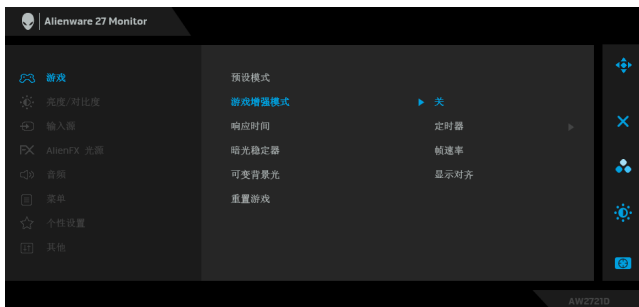 Alienware 27 Monitor
游戏
亮度/对比度
输入源
AlienFX 光源
音频
菜单
个性设置
其他
预设模式
游戏增强模式
响应时间
暗光稳定器
可变背景光
重置游戏
关
定时器
帧速率
显示对齐
AW2721D